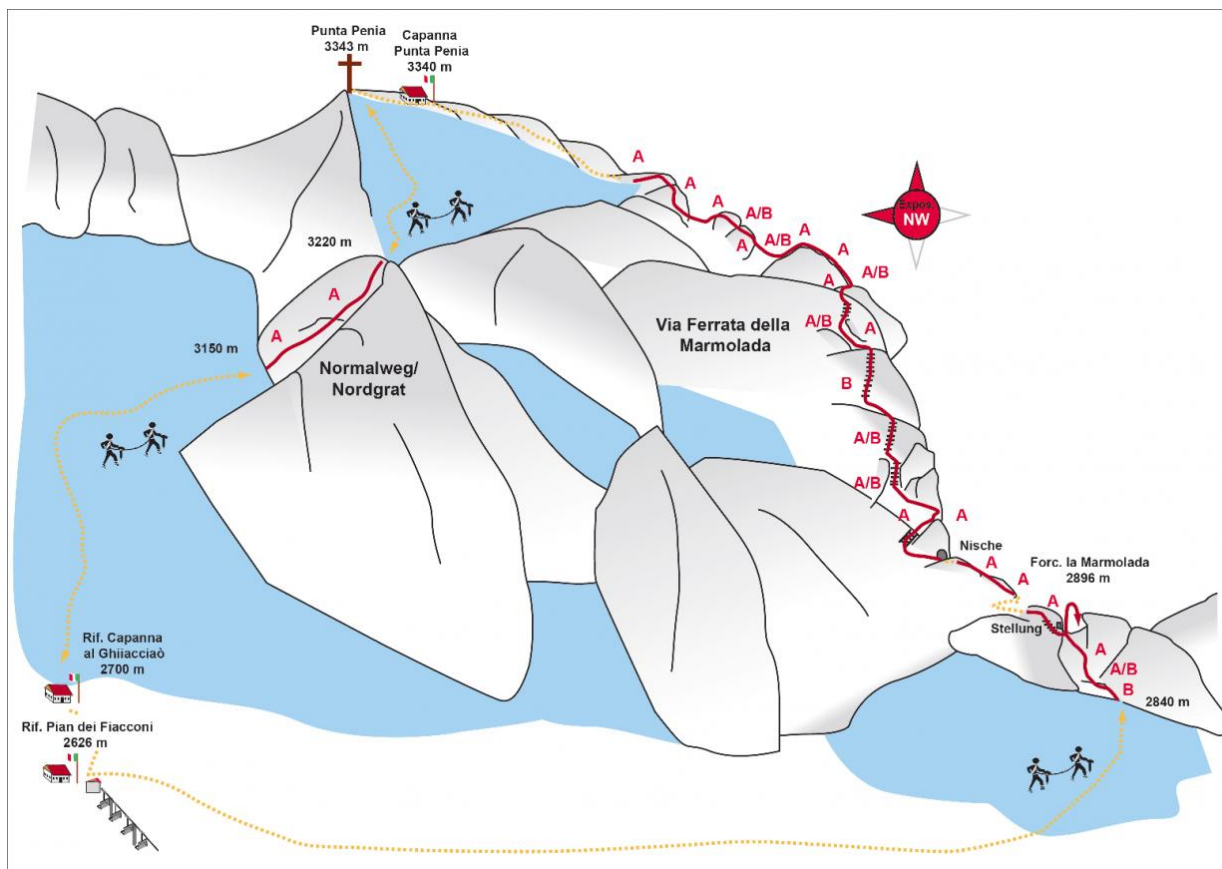 Punta Penia
3343 m
Capanna
Punta Penia
3340 m
A
A
A
A/B
A
A/B
A
A
A/B
A
Expos.
NW
3220 m
A
A
3150 m
Normalweg/
Nordgrat
Via Ferrata della
Marmolada
A/B
A
B
A/B
A/B
A
A
Nische
A
A
Forc. la Marmolada
2896 m
A
Stellung
A
A/B
B
2840 m
Rif. Capanna
al Ghiiacciaò
2700 m
Rif. Pian dei Fiacconi
2626 m